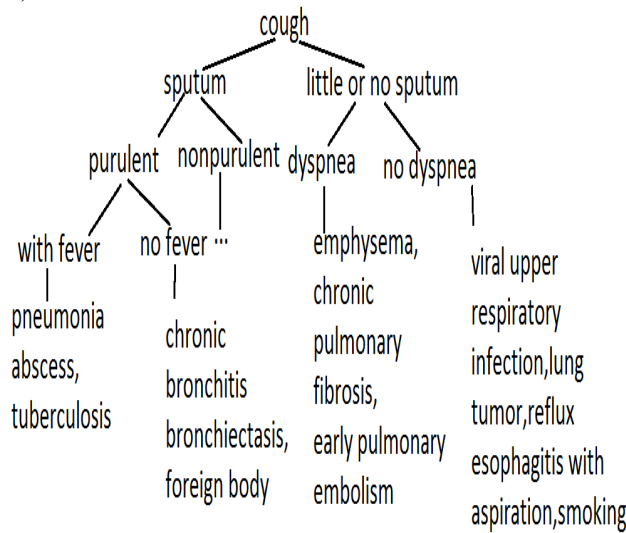 cough
sputum
little or no sputum
purulent
nonpurulent
dyspnea
no dyspnea
with fever
no fever
...
pneumonia
abscess,
tuberculosis
chronic
bronchitis
bronchiectasis,
foreign body
emphysema,
chronic
pulmonary
fibrosis,
early pulmonary
embolism
viral upper
respiratory
infection,lung
tumor,reflux
esophagitis with
aspiration,smoking